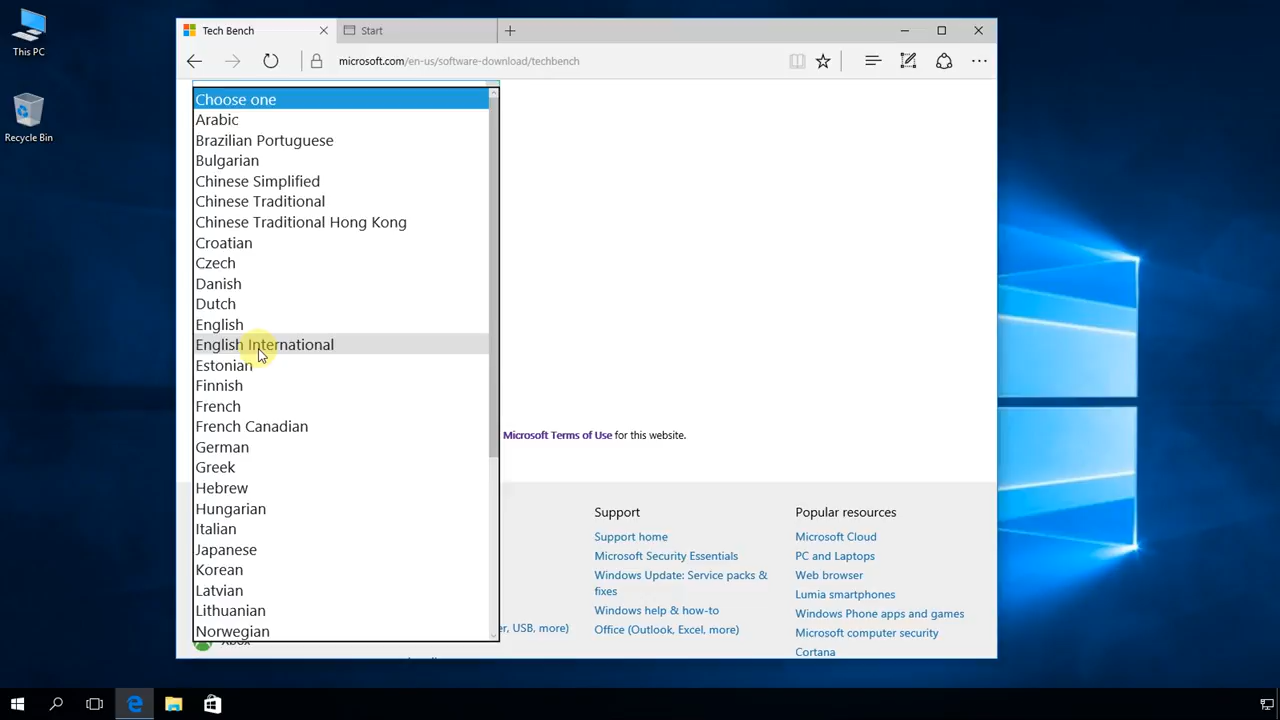 This PC
Recycle Bin
Tech Bench
Start
microsoft.com/en-us/software-download/techbench
Choose one
Arabic
Brazilian Portuguese
Bulgarian
Chinese Simplified
Chinese Traditional
Chinese Traditional Hong Kong
Croatian
Czech
Danish
Dutch
English
English International
Estonian
Finnish
French
French Canadian
German
Greek
Hebrew
Hungarian
Italian
Japanese
Korean
Latvian
Lithuanian
Norwegian
Microsoft Terms of Use for this website.
Support
Support home
Microsoft Security Essentials
Windows Update: Service packs &
fixes
Windows help & how-to
Office (Outlook, Excel, more)
Popular resources
Microsoft Cloud
PC and Laptops
Web browser
Lumia smartphones
Windows Phone apps and games
Microsoft computer security
Cortana
USB, more)